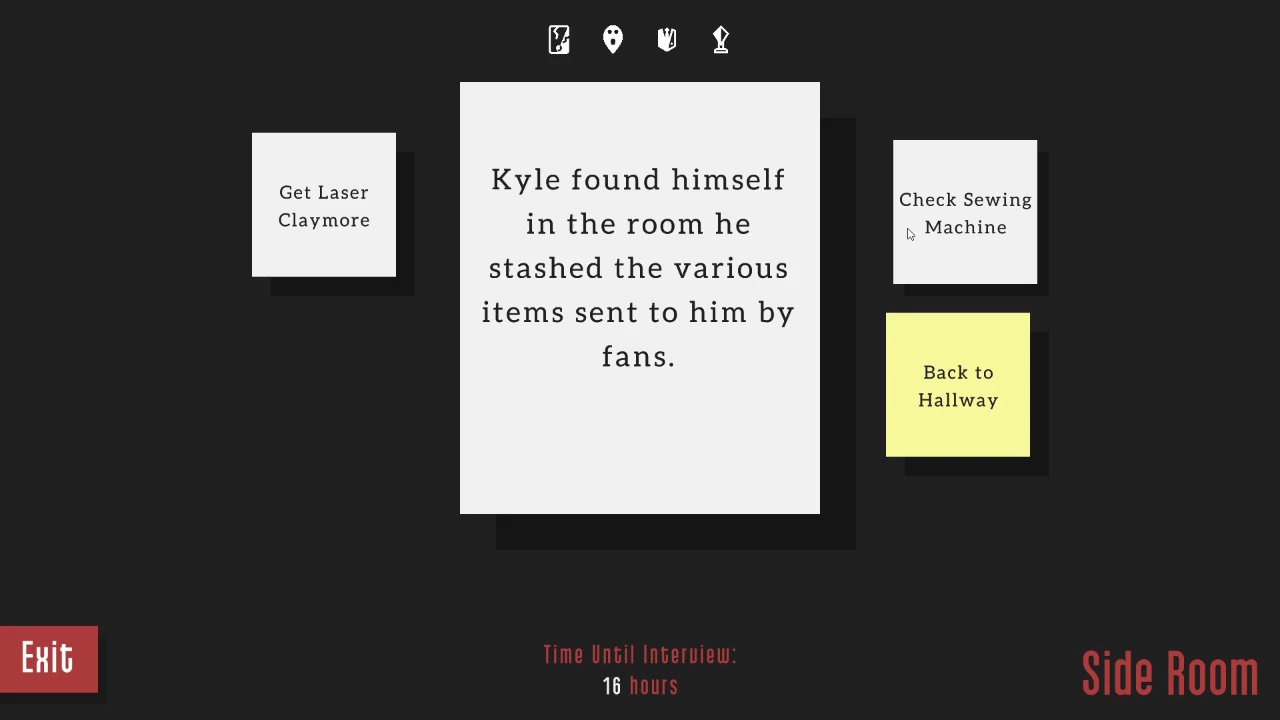 Get Laser
Claymore
Kyle found himself
in the room he
stashed the various
items sent to him by
fans.
Check Sewing
Machine
Back to
Hallway
Exit
Time Until Interview:
16 hours
Side Room